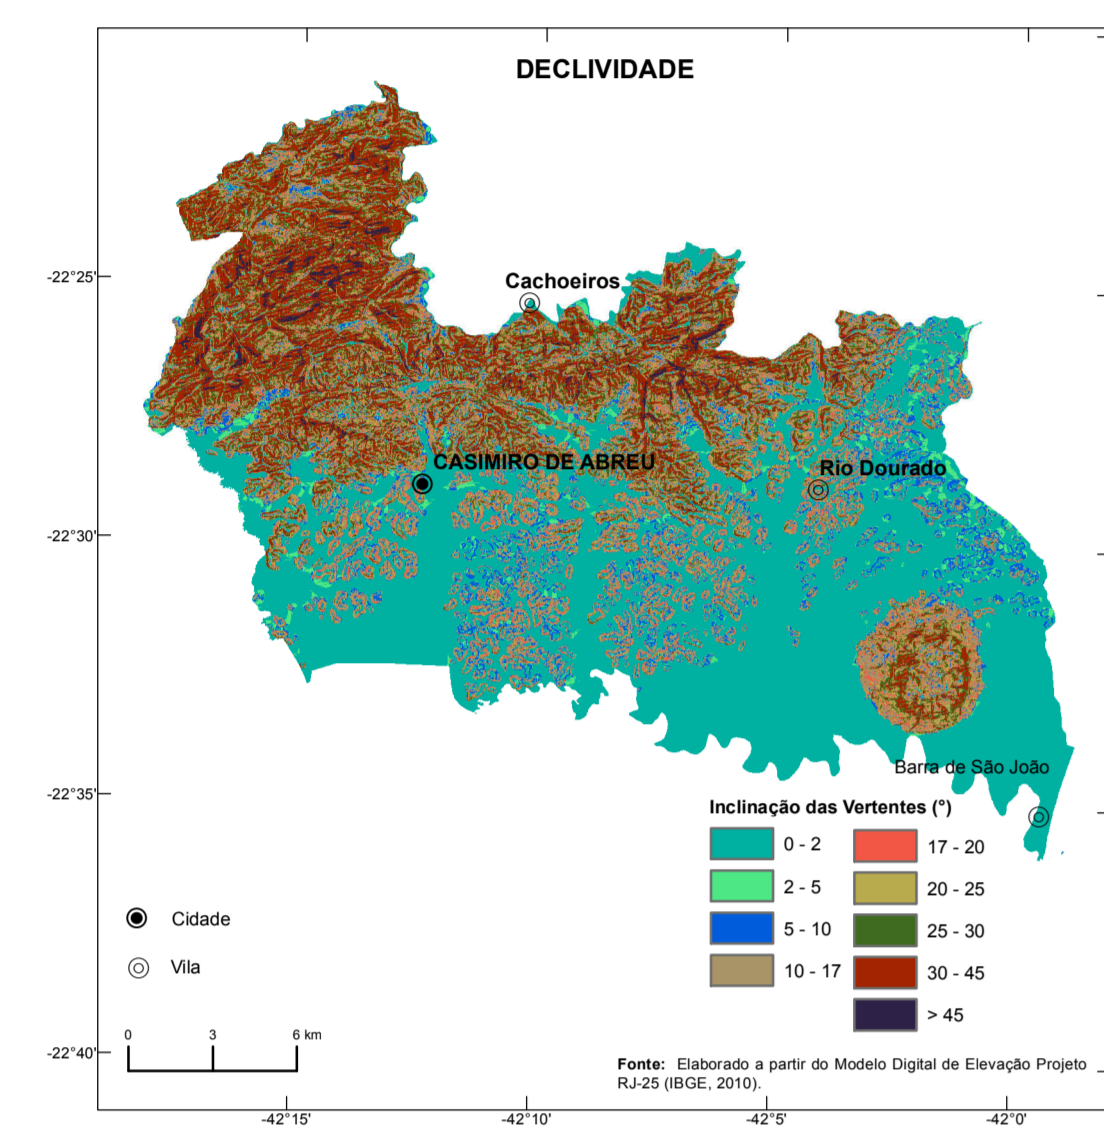 DECLIVIDADE
-22°25'
Cachoeiros
CASIMIRO DE ABREU
Rio Dourado
-22°30'
Barra de São João
-22°35'
Inclinação das Vertentes (°)
0 - 2
17 - 20
2 - 5
20 - 25
5 - 10
25 - 30
10 - 17
30 - 45
> 45
Cidade
Vila
0 3 6 km
-22°40'
Fonte: Elaborado a partir do Modelo Digital de Elevação Projeto
RJ-25 (IBGE, 2010).
-42°15' -42°10' -42°5' -42°0'